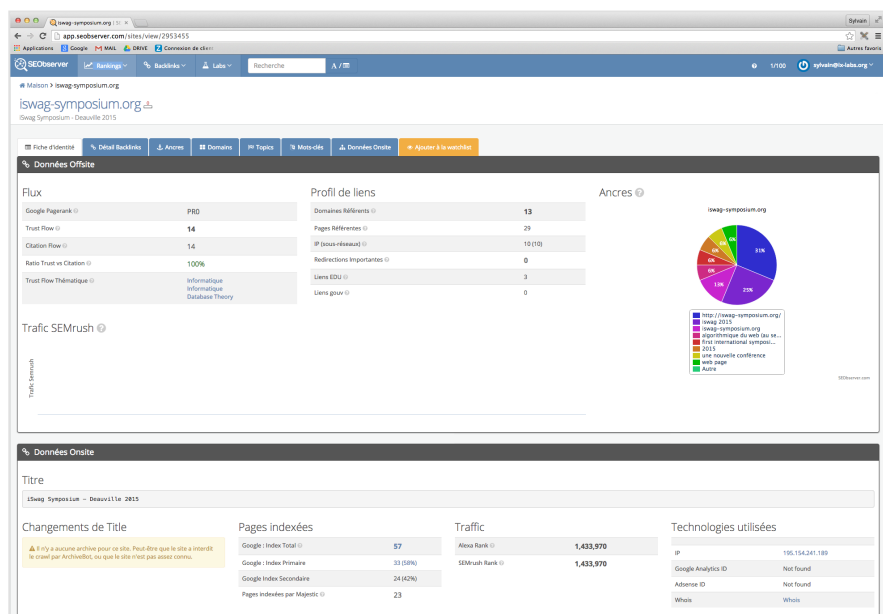 iswag-symposium.org | SE
Sylvain
app.seobserver.com/sites/view/2953455
Applications Google M MAIL DRIVE Z Connexion de client
Autres favoris
SEObserver Rankings Backlinks Labs Recherche A / 1/100 sylvain@ix-labs.org
Maison > iswag-symposium.org
iswag-symposium.org
iSwag Symposium - Deauville 2015
Fiche d'identité Détail Backlinks Ancres Domains Topics Mots-clés Données Onsite Ajouter à la watchlist
Données Offsite
Flux
Google Pagerank PR0
Trust Flow 14
Citation Flow 14
Ratio Trust vs Citation 100%
Trust Flow Thématique Informatique
Informatique
Database Theory
Profil de liens
Domaines Référents 13
Pages Référentes 29
IP (sous-réseaux) 10 (10)
Redirections Importantes 0
Liens EDU 3
Liens gouv 0
Ancres
iswag-symposium.org
31%
25%
13%
6%
6%
6%
6%
6%
http://iswag-symposium.org/
iswag 2015
iswag-symposium.org
algorithmique du web (au se...
first international symposi...
2015
une nouvelle conférence
web page
Autre
SEObserver.com
Trafic SEMrush
Trafic Semrush
Données Onsite
Titre
iSwag Symposium - Deauville 2015
Changements de Title
Il n'y a aucune archive pour ce site. Peut-être que le site a interdit
le crawl par ArchiveBot, ou que le site n'est pas assez connu.
Pages indexées
Google : Index Total 57
Google : Index Primaire 33 (58%)
Google Index Secondaire 24 (42%)
Pages indexées par Majestic 23
Traffic
Alexa Rank 1,433,970
SEMrush Rank 1,433,970
Technologies utilisées
IP 195.154.241.189
Google Analytics ID Not found
Adsense ID Not found
Whois Whois